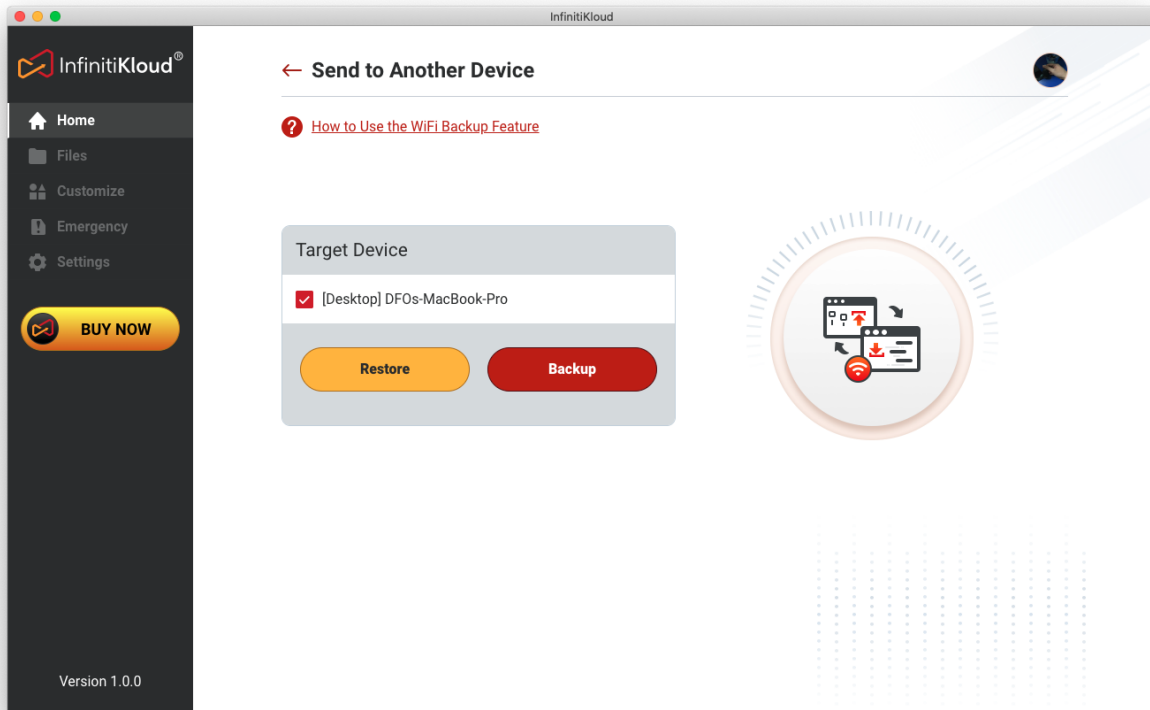 InfinitiKloud
InfinitiKloud®
Home
Files
Customize
Emergency
Settings
BUY NOW
Version 1.0.0
← Send to Another Device
? How to Use the WiFi Backup Feature
Target Device
[Desktop] DFOs-MacBook-Pro
Restore
Backup